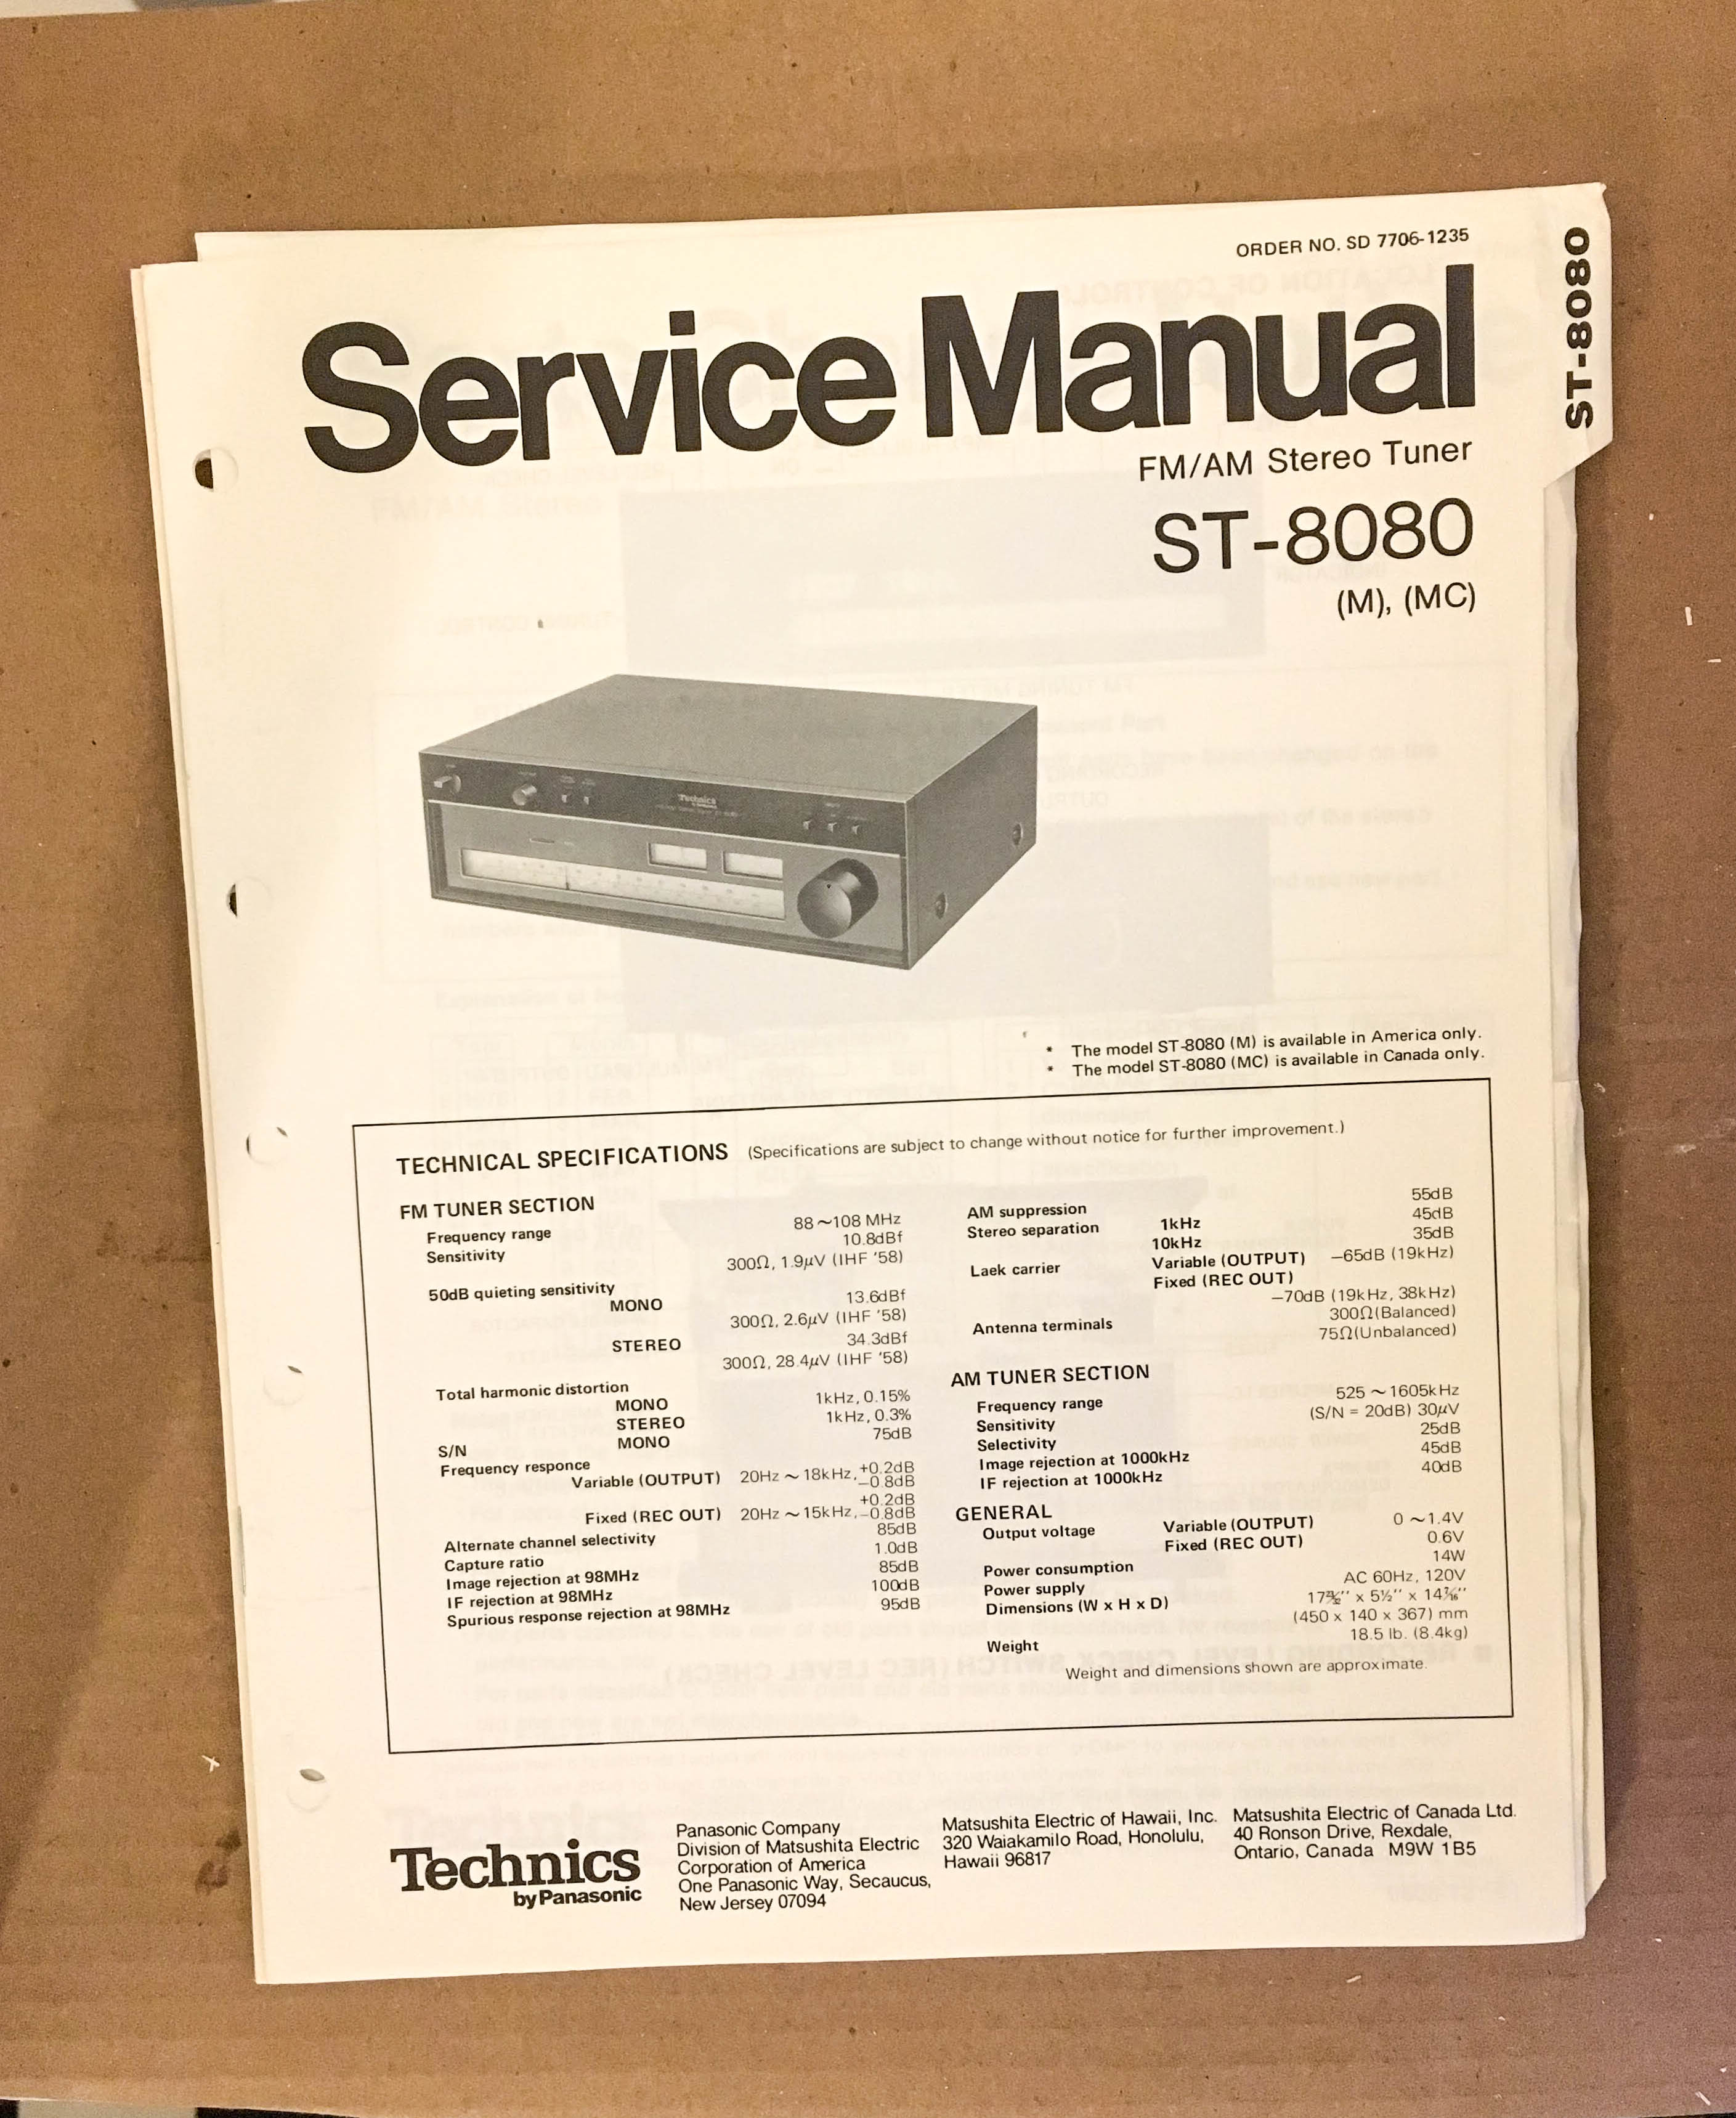 ORDER NO. SD 7706-1235
ST-8080
Service Manual
FM/AM Stereo Tuner
ST-8080
(M), (MC)
Technics
* The model ST-8080 (M) is available in America only.
* The model ST-8080 (MC) is available in Canada only.
TECHNICAL SPECIFICATIONS (Specifications are subject to change without notice for further improvement.)
FM TUNER SECTION
Frequency range 88~108 MHz
Sensitivity 10.8dBf
300Ω, 1.9μV (IHF '58)
50dB quieting sensitivity
MONO 13.6dBf
300Ω, 2.6μV (IHF '58)
STEREO 34.3dBf
300Ω, 28.4μV (IHF '58)
Total harmonic distortion
MONO 1kHz, 0.15%
STEREO 1kHz, 0.3%
S/N MONO 75dB
Frequency responce
Variable (OUTPUT) 20Hz ~ 18kHz, +0.2dB
−0.8dB
+0.2dB
Fixed (REC OUT) 20Hz ~ 15kHz, −0.8dB
Alternate channel selectivity 85dB
Capture ratio 1.0dB
Image rejection at 98MHz 85dB
IF rejection at 98MHz 100dB
Spurious response rejection at 98MHz 95dB
AM suppression 55dB
Stereo separation 1kHz 45dB
10kHz 35dB
Laek carrier Variable (OUTPUT) −65dB (19kHz)
Fixed (REC OUT)
−70dB (19kHz, 38kHz)
Antenna terminals 300Ω(Balanced)
75Ω(Unbalanced)
AM TUNER SECTION
Frequency range 525 ~ 1605kHz
Sensitivity (S/N = 20dB) 30μV
Selectivity 25dB
Image rejection at 1000kHz 45dB
IF rejection at 1000kHz 40dB
GENERAL
Output voltage Variable (OUTPUT) 0 ~1.4V
Fixed (REC OUT) 0.6V
Power consumption 14W
Power supply AC 60Hz, 120V
Dimensions (W x H x D) x 5½'' x 14⁷⁄₁₆''
(450 x 140 x 367) mm
Weight 18.5 lb. (8.4kg)
Weight and dimensions shown are approximate.
Technics
by Panasonic
Panasonic Company
Division of Matsushita Electric
Corporation of America
One Panasonic Way, Secaucus,
New Jersey 07094
Matsushita Electric of Hawaii, Inc.
320 Waiakamilo Road, Honolulu,
Hawaii 96817
Matsushita Electric of Canada Ltd.
40 Ronson Drive, Rexdale,
Ontario, Canada M9W 1B5